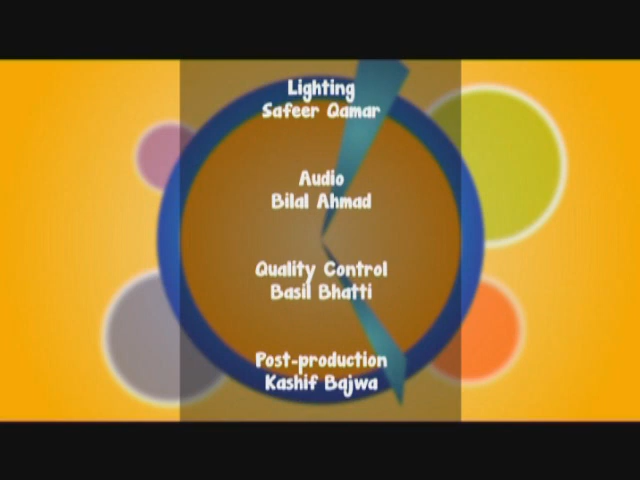 Lighting
Safeer Qamar
Audio
Bilal Ahmad
Quality Control
Basil Bhatti
Post-production
Kashif Bajwa